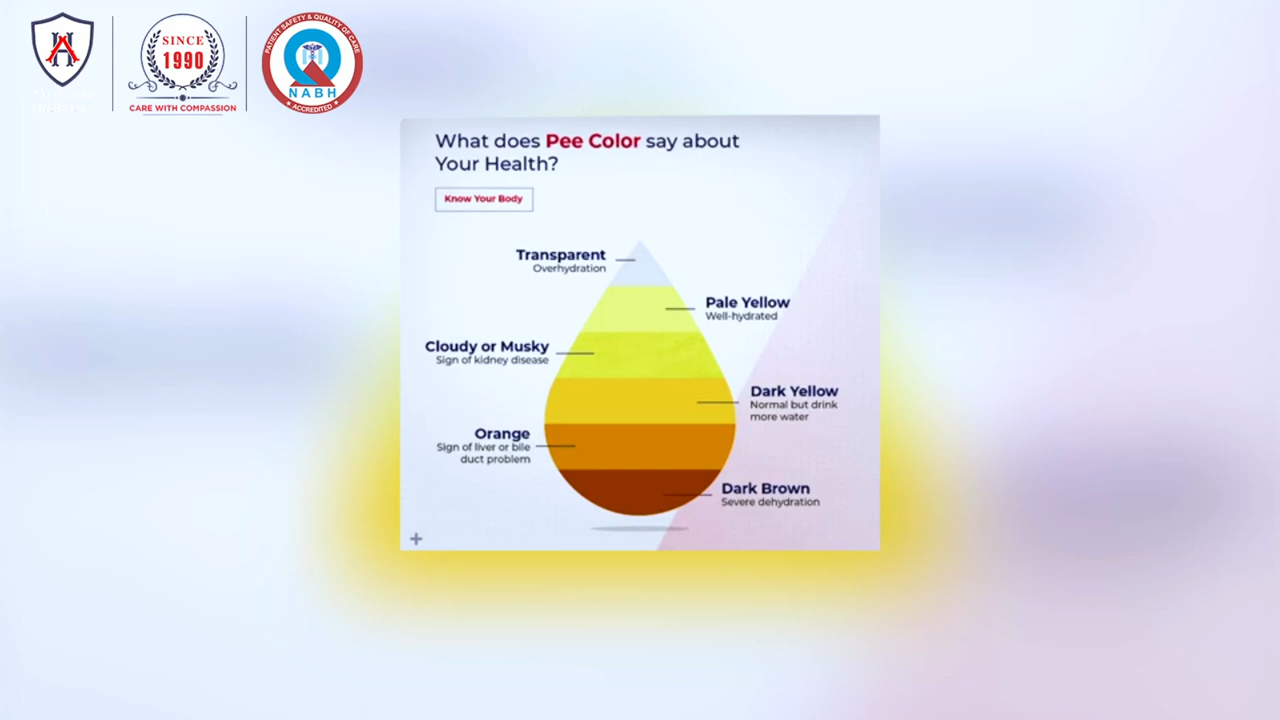 SINCE
1990
CARE WITH COMPASSION
PATIENT SAFETY & QUALITY OF CARE
NABH
ACCREDITED
What does Pee Color say about
Your Health?
Know Your Body
Transparent
Overhydration
Pale Yellow
Well-hydrated
Cloudy or Musky
Sign of kidney disease
Dark Yellow
Normal but drink
more water
Orange
Sign of liver or bile
duct problem
Dark Brown
Severe dehydration